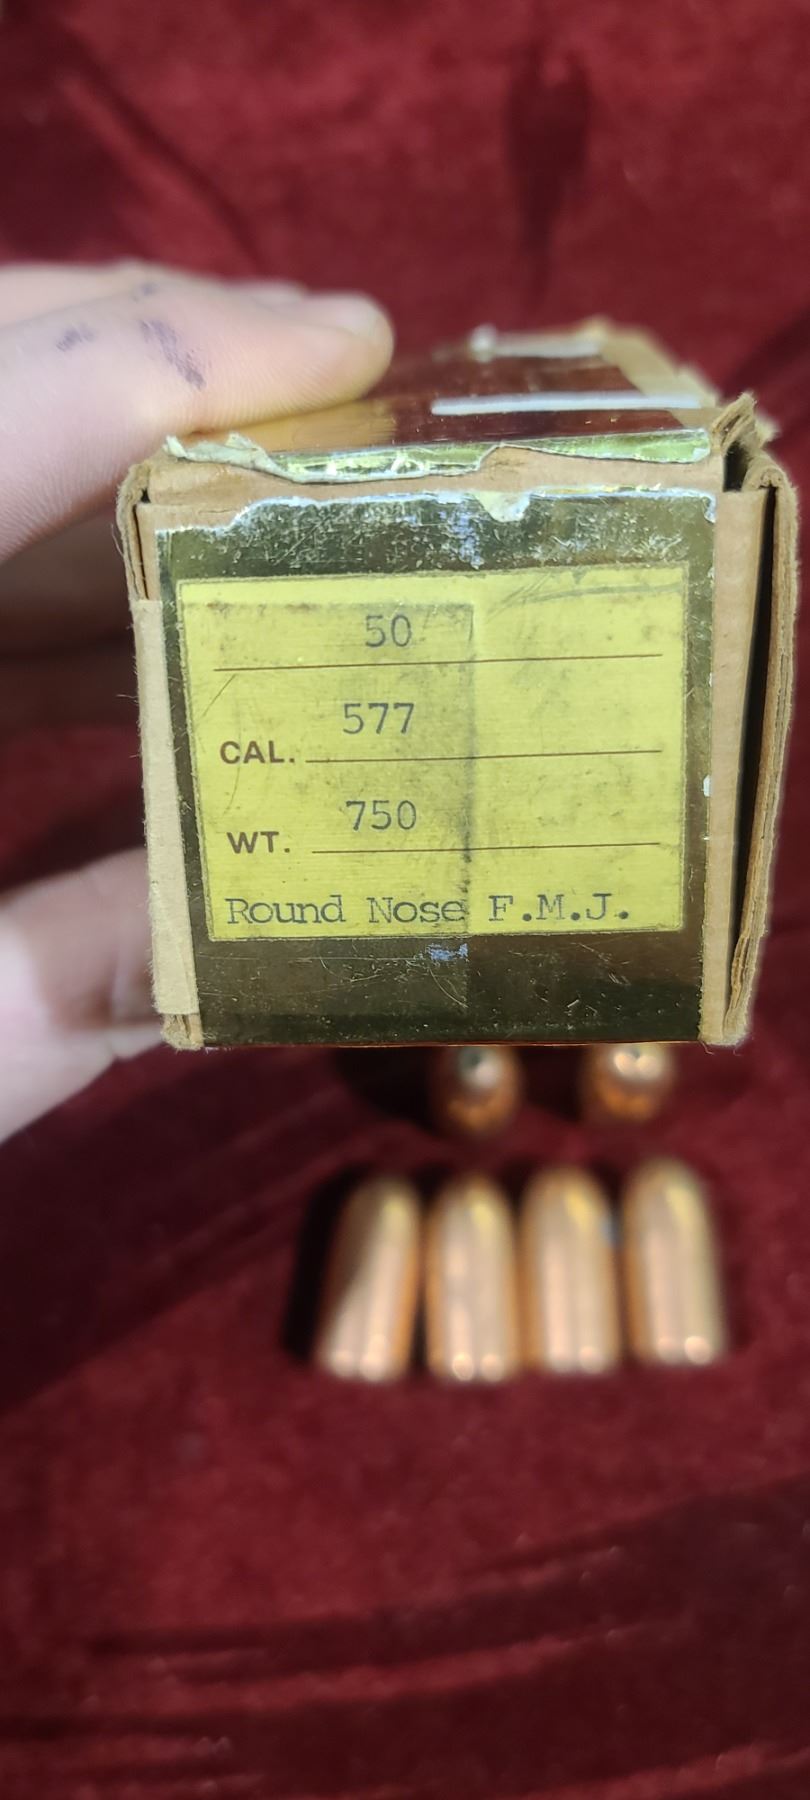 50
CAL. 577
WT. 750
Round Nose F.M.J.